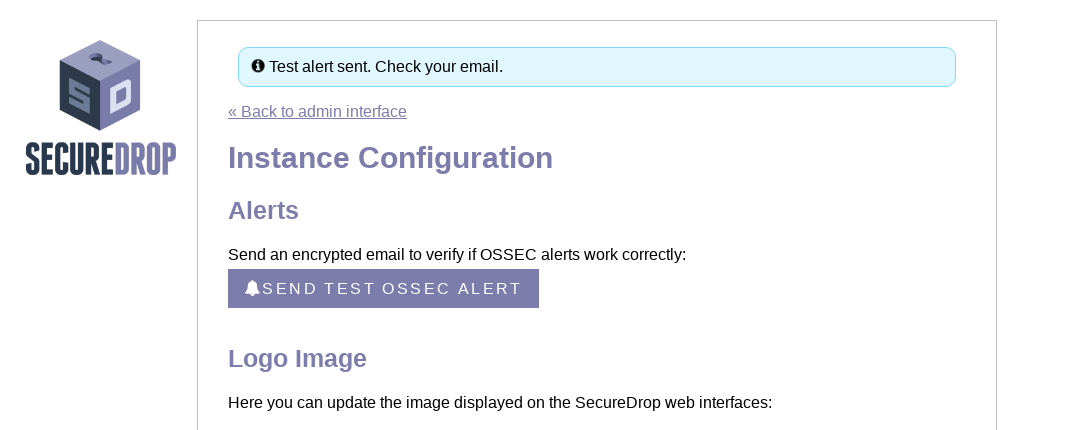 SECUREDROP
Test alert sent. Check your email.
« Back to admin interface
Instance Configuration
Alerts
Send an encrypted email to verify if OSSEC alerts work correctly:
SEND TEST OSSEC ALERT
Logo Image
Here you can update the image displayed on the SecureDrop web interfaces: